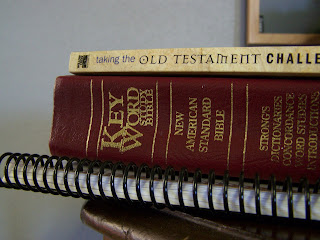 taking the OLD TESTAMENT CHALLE
KEY
WORD
STUDY
BIBLE
NEW
AMERICAN
STANDARD
BIBLE
STRONG'S
DICTIONARIES
CONCORDANCE
WORD STUDIES
INTRODUCTIONS